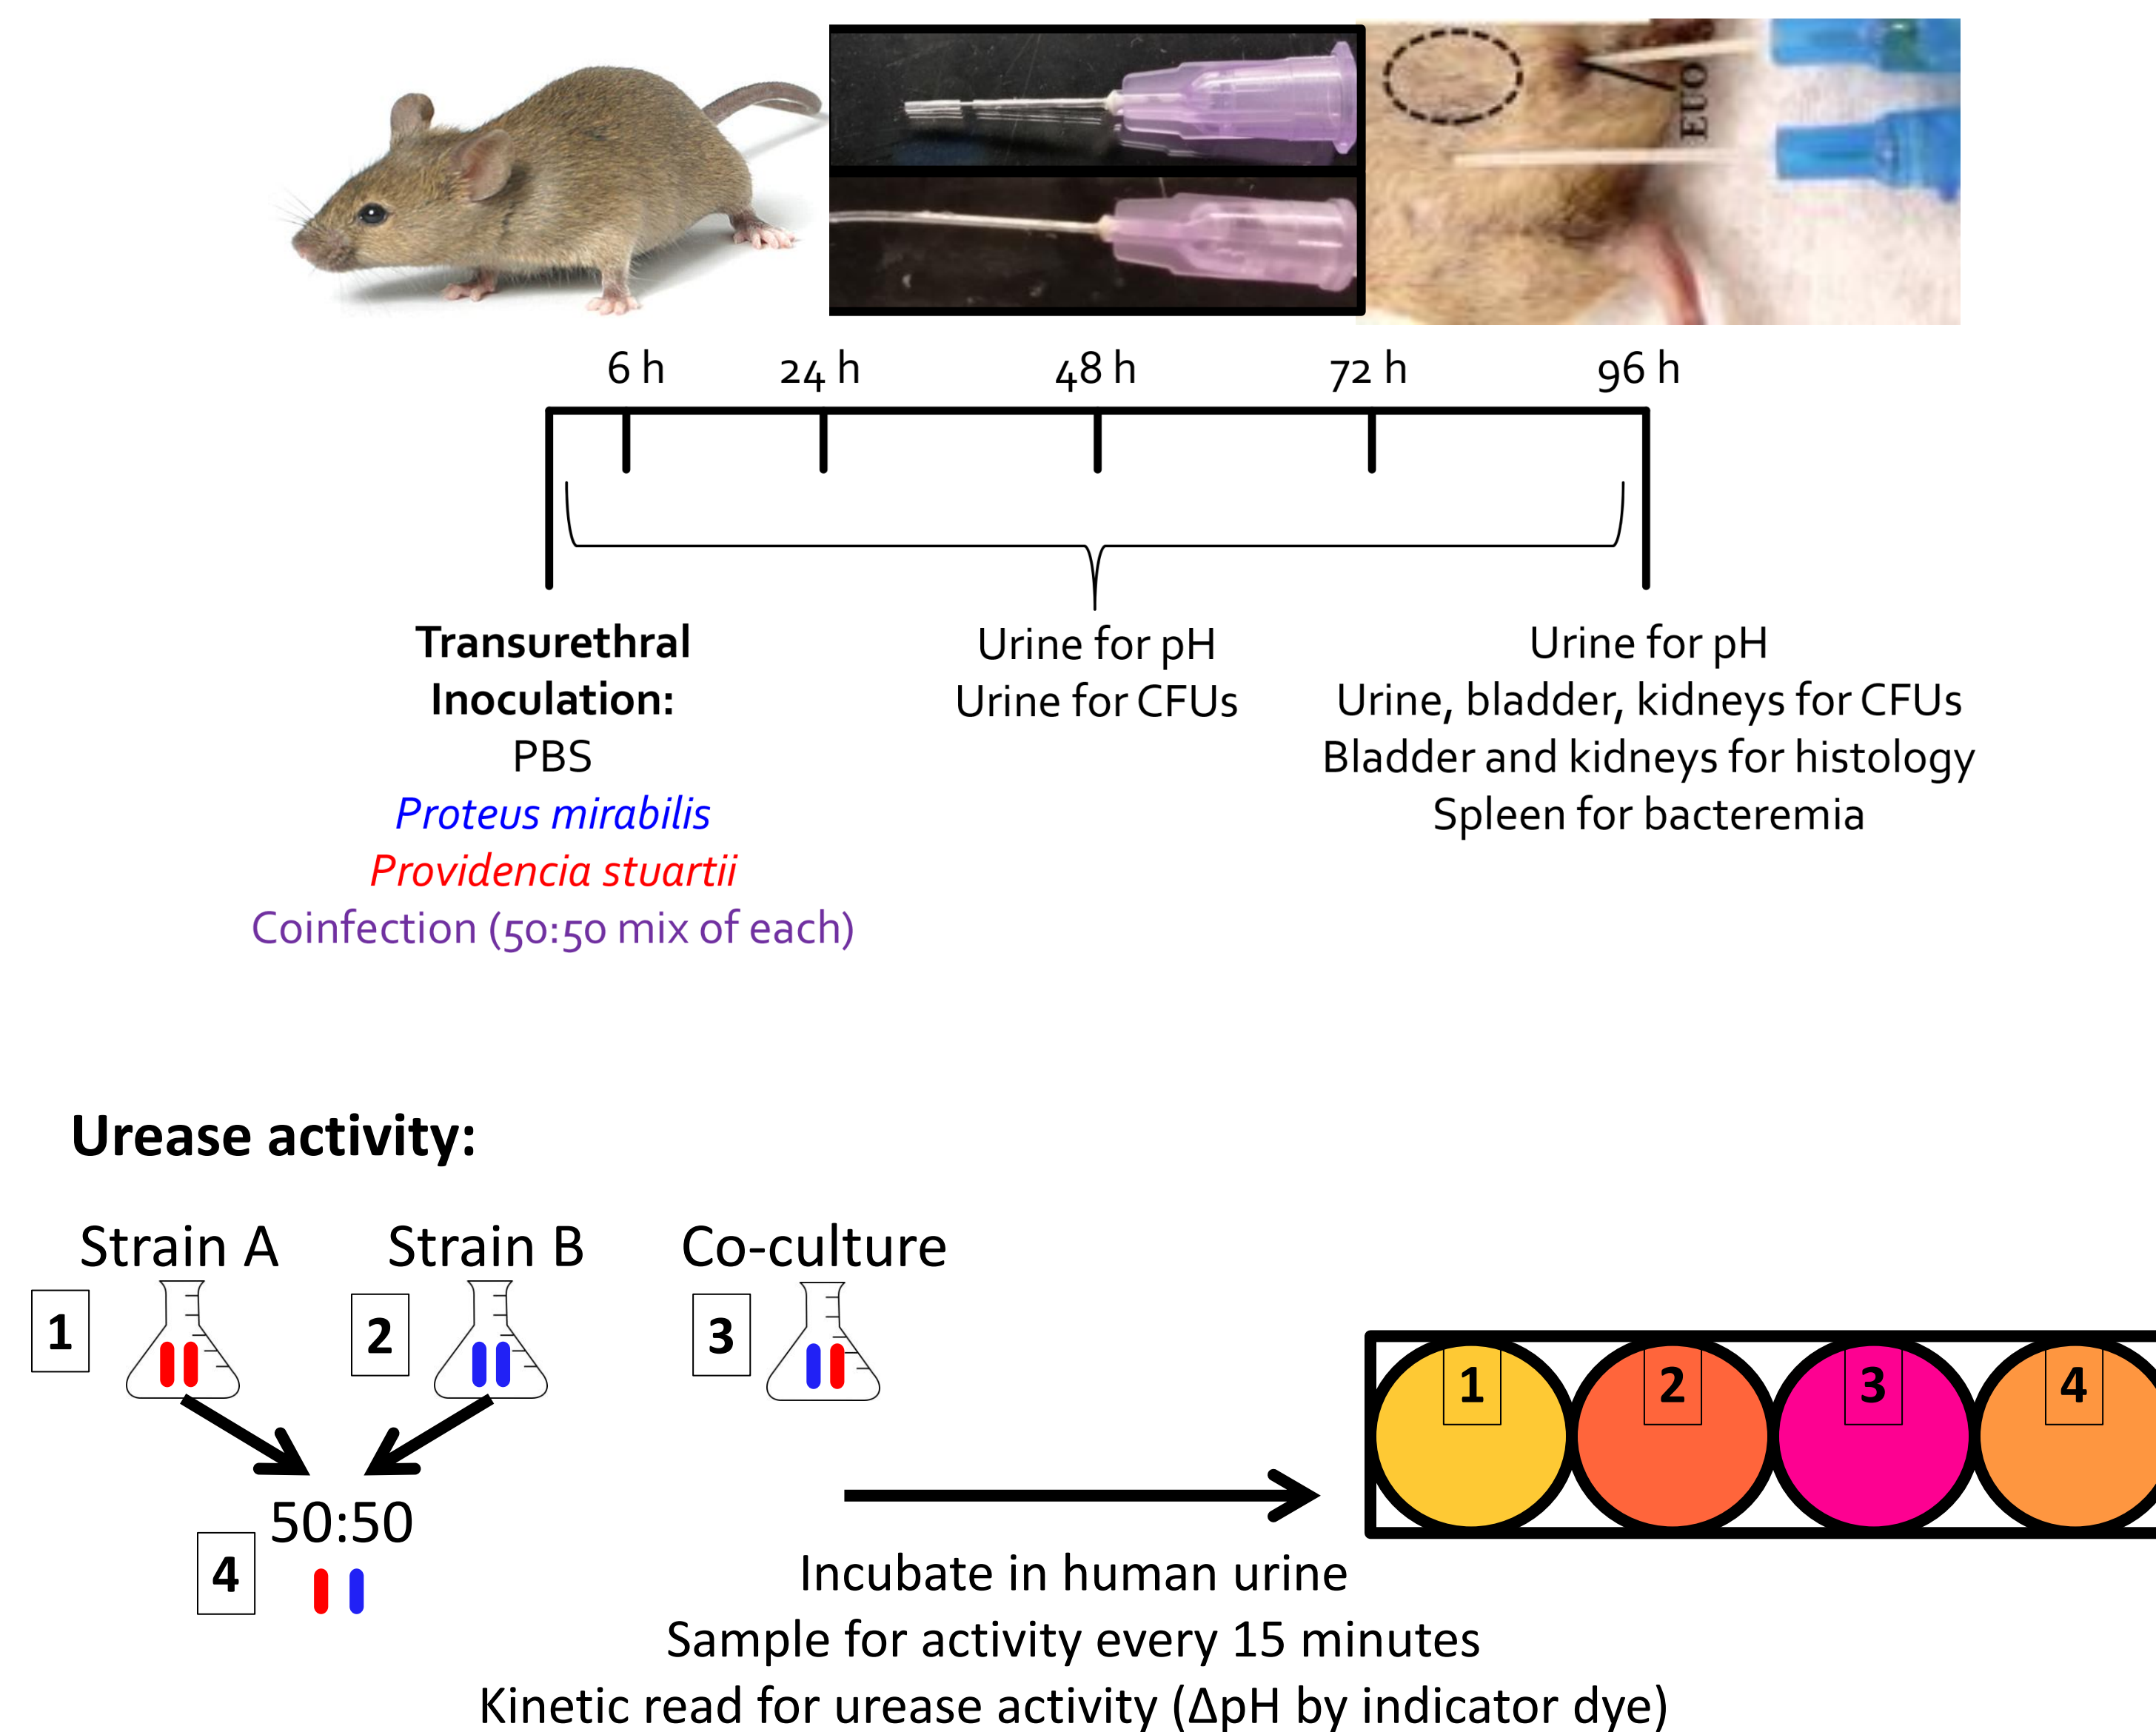 EUO
6 h
24 h
48 h
72 h
96 h
Transurethral
Inoculation:
PBS
Proteus mirabilis
Providencia stuartii
Coinfection (50:50 mix of each)
Urine for pH
Urine for CFUs
Urine for pH
Urine, bladder, kidneys for CFUs
Bladder and kidneys for histology
Spleen for bacteremia
Urease activity:
Strain A
Strain B
Co-culture
1
2
3
50:50
4
1
2
3
4
Incubate in human urine
Sample for activity every 15 minutes
Kinetic read for urease activity (ΔpH by indicator dye)